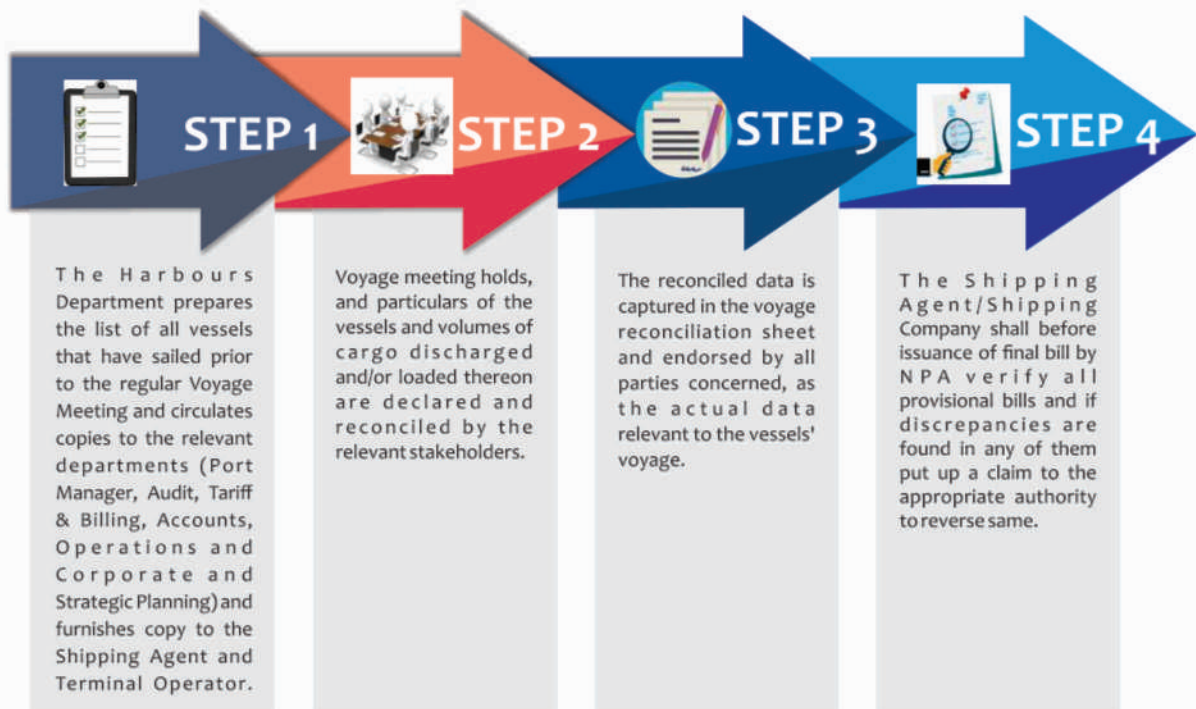 STEP 1
The Harbours
Department prepares
the list of all vessels
that have sailed prior
to the regular Voyage
Meeting and circulates
copies to the relevant
departments (Port
Manager, Audit, Tariff
& Billing, Accounts,
Operations and
Corporate and
Strategic Planning) and
furnishes copy to the
Shipping Agent and
Terminal Operator.
STEP 2
Voyage meeting holds,
and particulars of the
vessels and volumes of
cargo discharged
and/or loaded thereon
are declared and
reconciled by the
relevant stakeholders.
STEP 3
The reconciled data is
captured in the voyage
reconciliation sheet
and endorsed by all
parties concerned, as
the actual data
relevant to the vessels'
voyage.
STEP 4
The Shipping
Agent/Shipping
Company shall before
issuance of final bill by
NPA verify all
provisional bills and if
discrepancies are
found in any of them
put up a claim to the
appropriate authority
to reverse same.